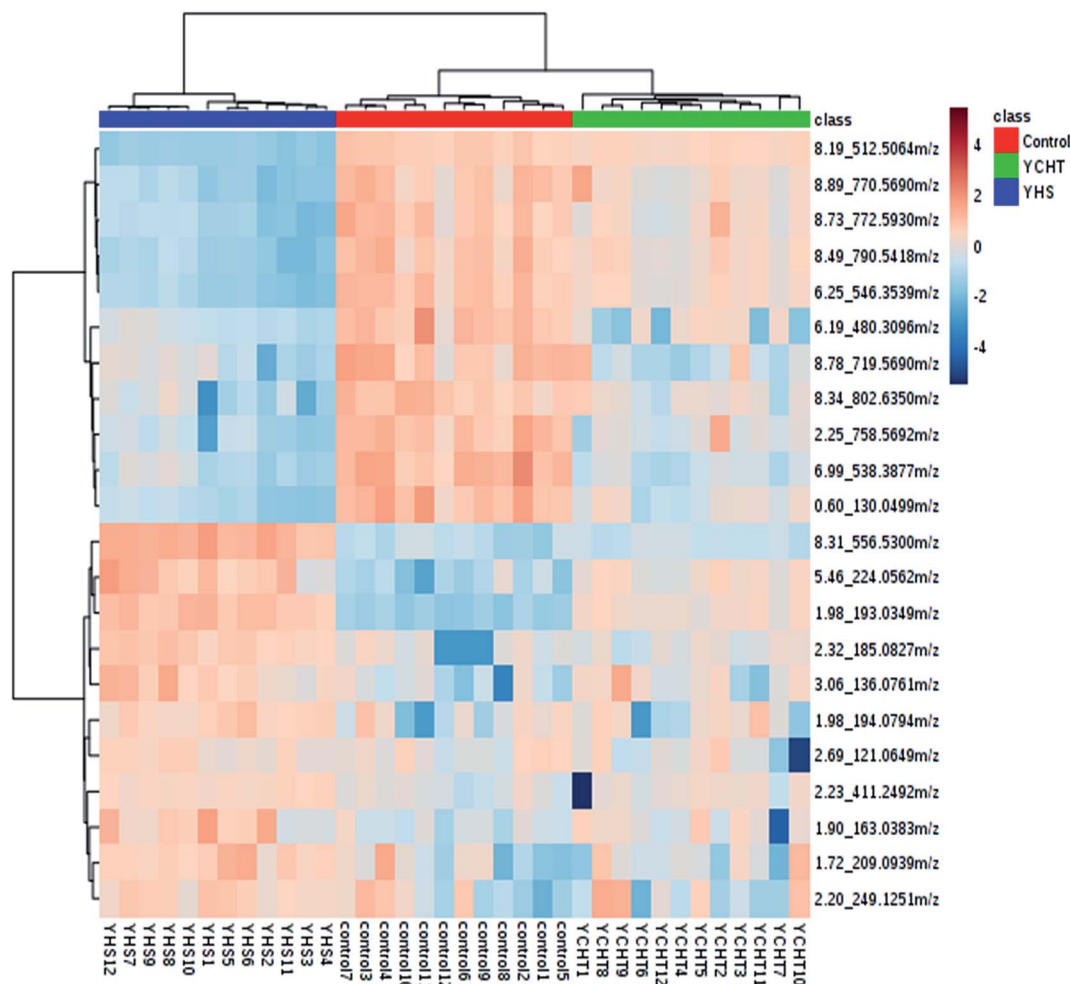 class
4
2
0
-2
-4
class
Control
YCHT
YHS
8.19_512.5064m/z
8.89_770.5690m/z
8.73_772.5930m/z
8.49_790.5418m/z
6.25_546.3539m/z
6.19_480.3096m/z
8.78_719.5690m/z
8.34_802.6350m/z
2.25_758.5692m/z
6.99_538.3877m/z
0.60_130.0499m/z
8.31_556.5300m/z
5.46_224.0562m/z
1.98_193.0349m/z
2.32_185.0827m/z
3.06_136.0761m/z
1.98_194.0794m/z
2.69_121.0649m/z
2.23_411.2492m/z
1.90_163.0383m/z
1.72_209.0939m/z
2.20_249.1251m/z
YHS12
YHS7
YHS9
YHS8
YHS10
YHS1
YHS5
YHS6
YHS2
YHS11
YHS3
YHS4
control7
control3
control4
control6
control9
control8
control2
control1
control5
YCHT1
YCHT8
YCHT9
YCHT6
YCHT12
YCHT4
YCHT5
YCHT2
YCHT3
YCHT11
YCHT7
YCHT10